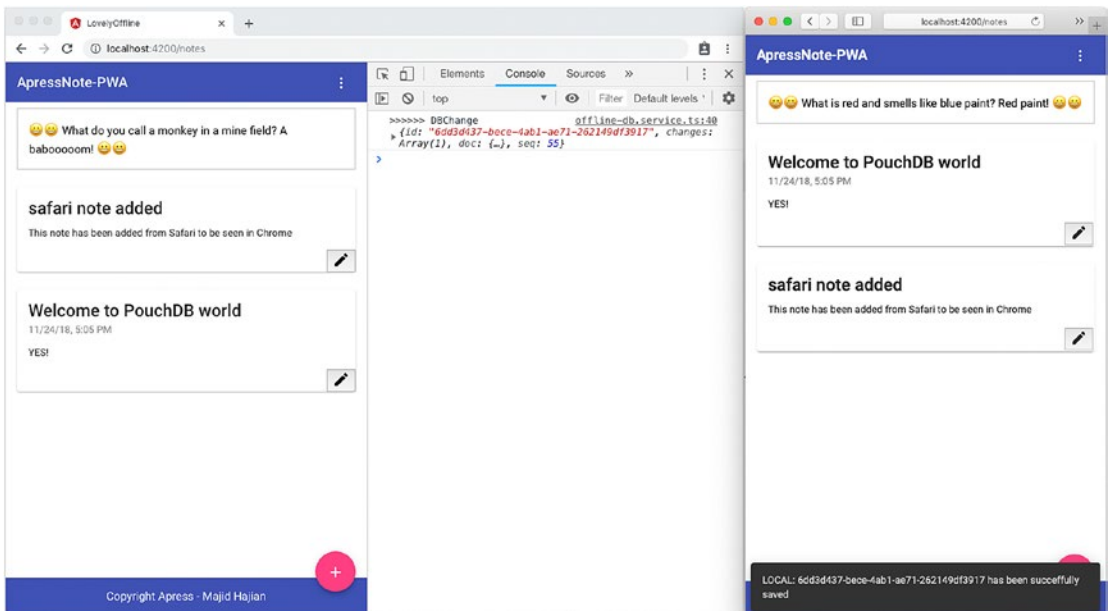 LovelyOffline
localhost:4200/notes
ApressNote-PWA
😀😀 What do you call a monkey in a mine field? A
babooooom! 😀😀
safari note added
This note has been added from Safari to be seen in Chrome
Welcome to PouchDB world
11/24/18, 5:05 PM
YES!
+
Copyright Apress - Majid Hajian
Elements Console Sources »
top Filter Default levels
>>>>>> DBChange offline-db.service.ts:40
{id: "6dd3d437-bece-4ab1-ae71-262149df3917", changes:
Array(1), doc: {…}, seq: 55}
localhost:4200/notes
ApressNote-PWA
😀😀 What is red and smells like blue paint? Red paint! 😀😀
Welcome to PouchDB world
11/24/18, 5:05 PM
YES!
safari note added
This note has been added from Safari to be seen in Chrome
LOCAL: 6dd3d437-bece-4ab1-ae71-262149df3917 has been succeffully
saved